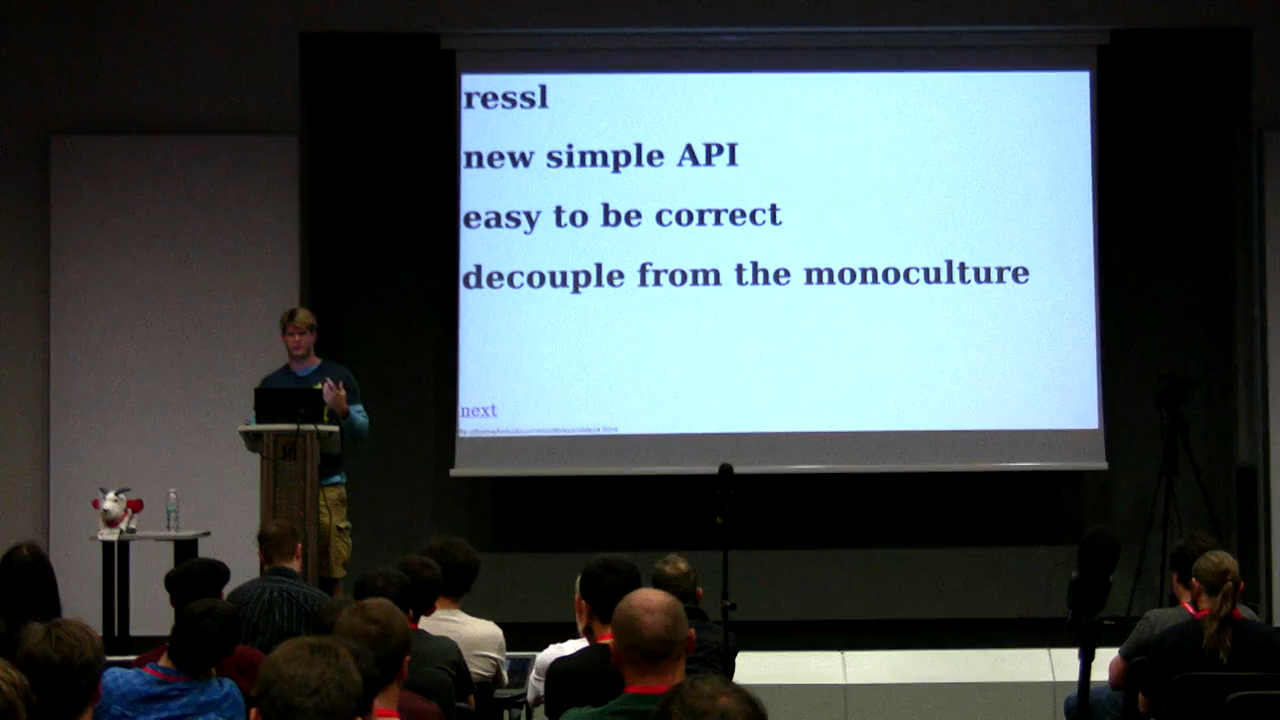 ressl
new simple API
easy to be correct
decouple from the monoculture
next